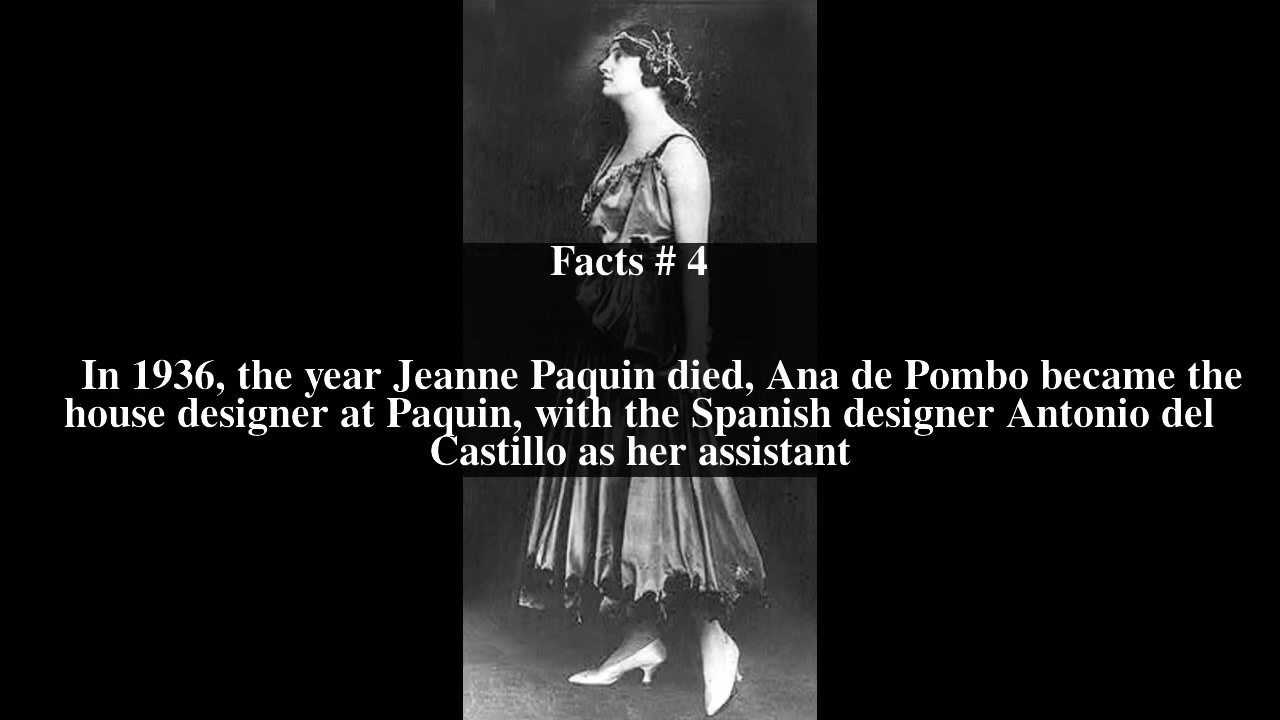 Facts # 4
In 1936, the year Jeanne Paquin died, Ana de Pombo became the
house designer at Paquin, with the Spanish designer Antonio del
Castillo as her assistant